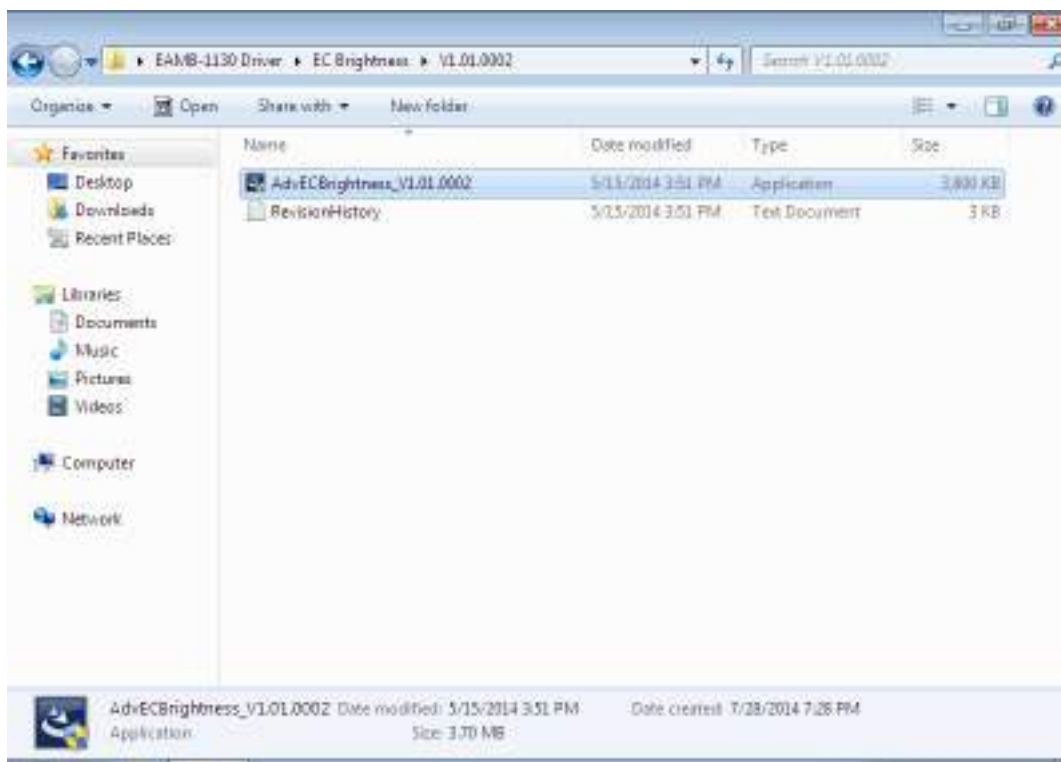 EAMB-1130 Driver ▸ EC Brightness ▸ V1.01.0002
Search V1.01.0002
Organize
Open
Share with
New folder
Name
Date modified
Type
Size
Favorites
Desktop
Downloads
Recent Places
Libraries
Documents
Music
Pictures
Videos
Computer
Network
AdvECBrightness_V1.01.0002
5/15/2014 3:51 PM
Application
RevisionHistory
5/15/2014 3:51 PM
Text Document
3 KB
AdvECBrightness_V1.01.0002 Date modified: 5/15/2014 3:51 PM
Date created: 7/28/2014 7:28 PM
Application
Size: 3.70 MB